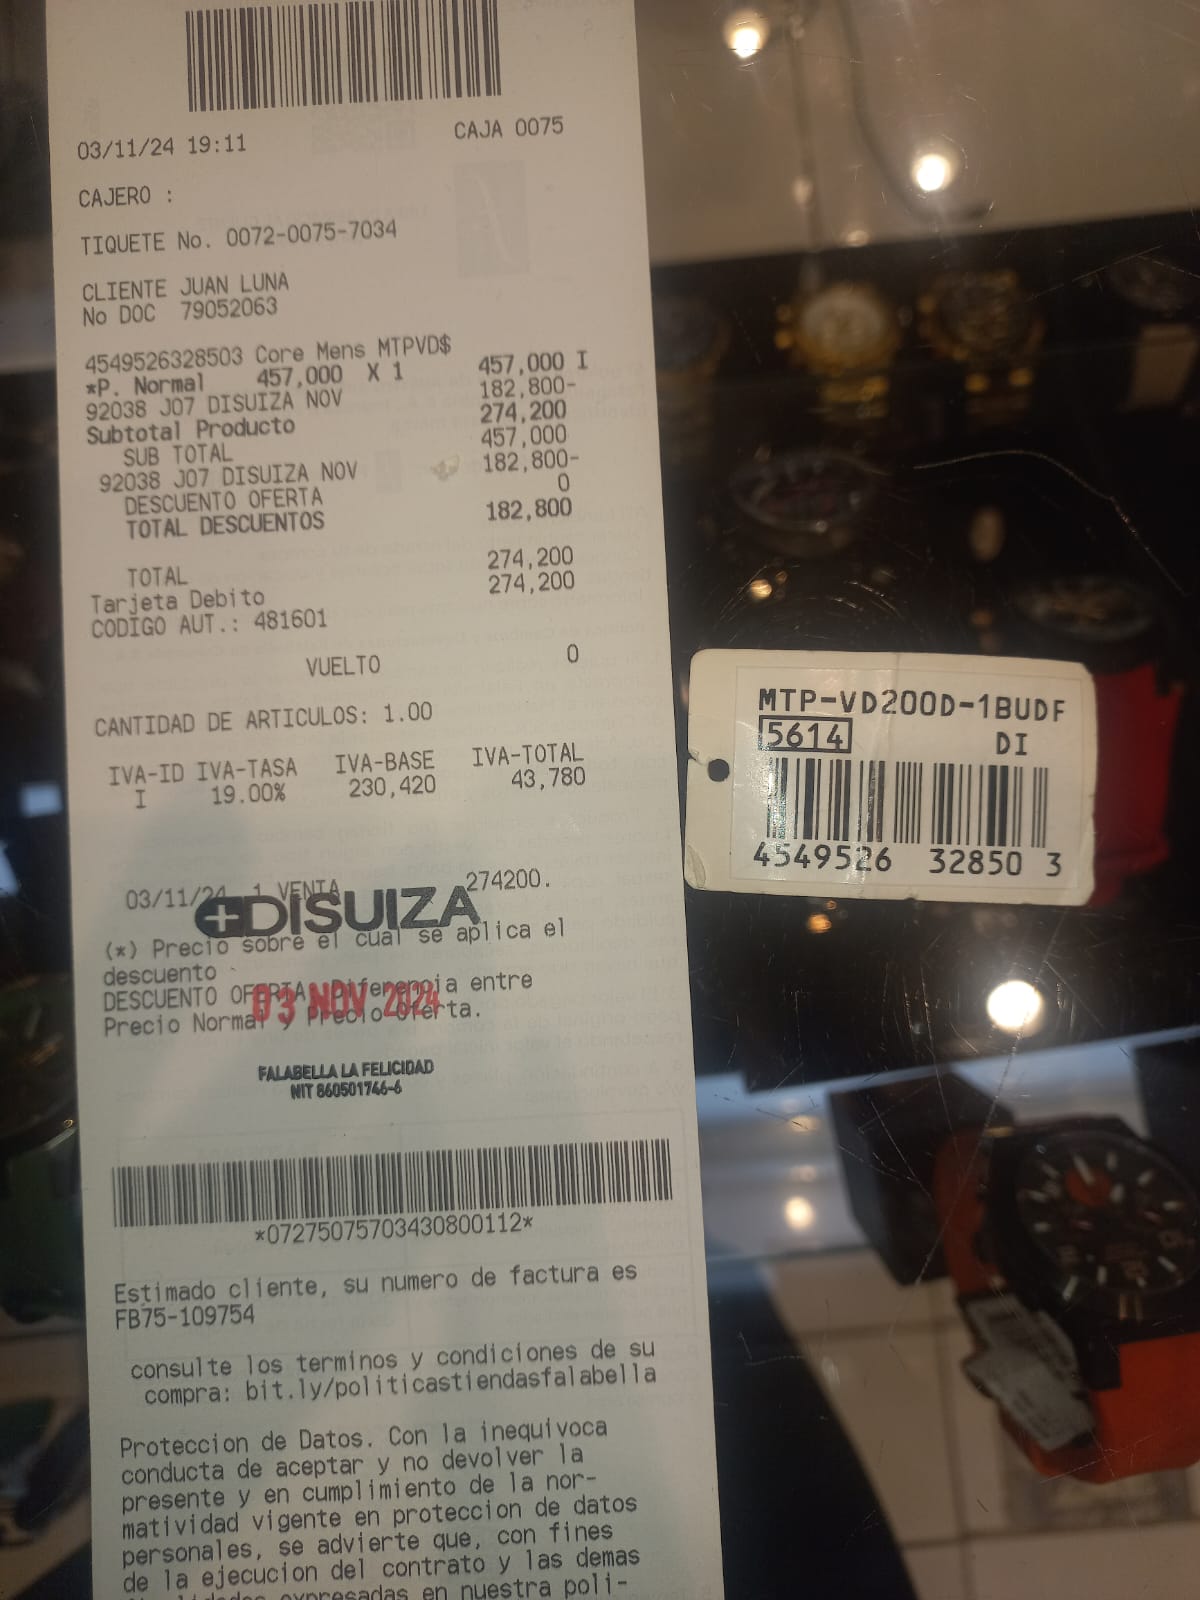 03/11/24 19:11 CAJA 0075
CAJERO :
TIQUETE No. 0072-0075-7034
CLIENTE JUAN LUNA
No DOC 79052063
4549526328503 Core Mens MTPVD$ 457,000 I
*P. Normal 457,000 X 1 182,800-
92038 J07 DISUIZA NOV 274,200
Subtotal Producto 457,000
SUB TOTAL 182,800-
92038 J07 DISUIZA NOV 0
DESCUENTO OFERTA 182,800
TOTAL DESCUENTOS
TOTAL 274,200
Tarjeta Debito 274,200
CODIGO AUT.: 481601
VUELTO 0
CANTIDAD DE ARTICULOS: 1.00
IVA-ID IVA-TASA IVA-BASE IVA-TOTAL
I 19.00% 230,420 43,780
03/11/24 1 VENTA 274200.
DISUIZA
(*) Precio sobre el cual se aplica el
descuento
DESCUENTO OFERTA: Diferencia entre
03 NOV 2024
Precio Normal y Precio Oferta.
FALABELLA LA FELICIDAD
NIT 860501746-6
*07275075703430800112*
Estimado cliente, su numero de factura es
FB75-109754
consulte los terminos y condiciones de su
compra: bit.ly/politicastiendasfalabella
Proteccion de Datos. Con la inequivoca
conducta de aceptar y no devolver la
presente y en cumplimiento de la nor-
matividad vigente en proteccion de datos
personales, se advierte que, con fines
de la ejecucion del contrato y las demas
expresadas en nuestra poli-
MTP-VD200D-1BUDF
5614 DI
4549526 32850 3